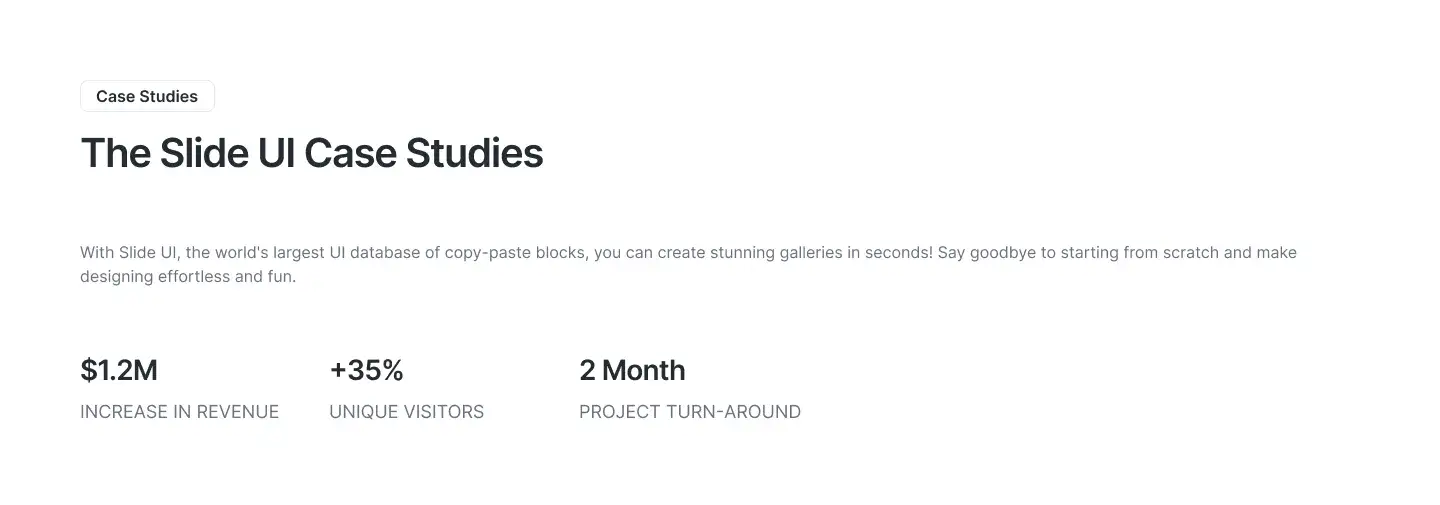 Case Studies
The Slide UI Case Studies
With Slide UI, the world's largest UI database of copy-paste blocks, you can create stunning galleries in seconds! Say goodbye to starting from scratch and make
designing effortless and fun.
$1.2M
INCREASE IN REVENUE
+35%
UNIQUE VISITORS
2 Month
PROJECT TURN-AROUND